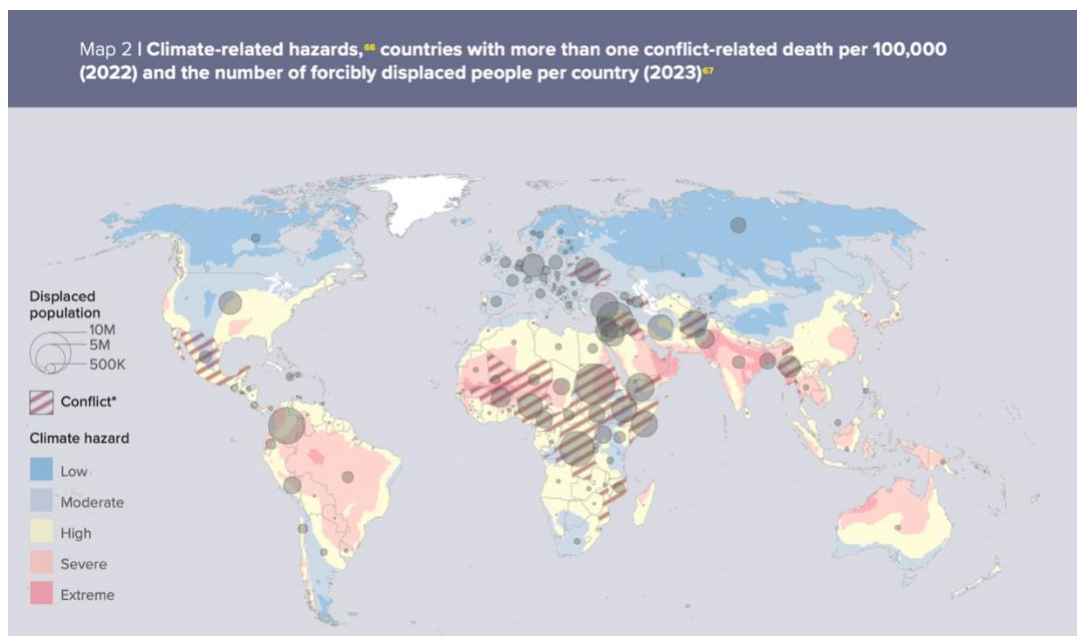 Map 2 | Climate-related hazards,66 countries with more than one conflict-related death per 100,000
(2022) and the number of forcibly displaced people per country (2023)67
Displaced
population
10M
5M
500K
Conflict*
Climate hazard
Low
Moderate
High
Severe
Extreme